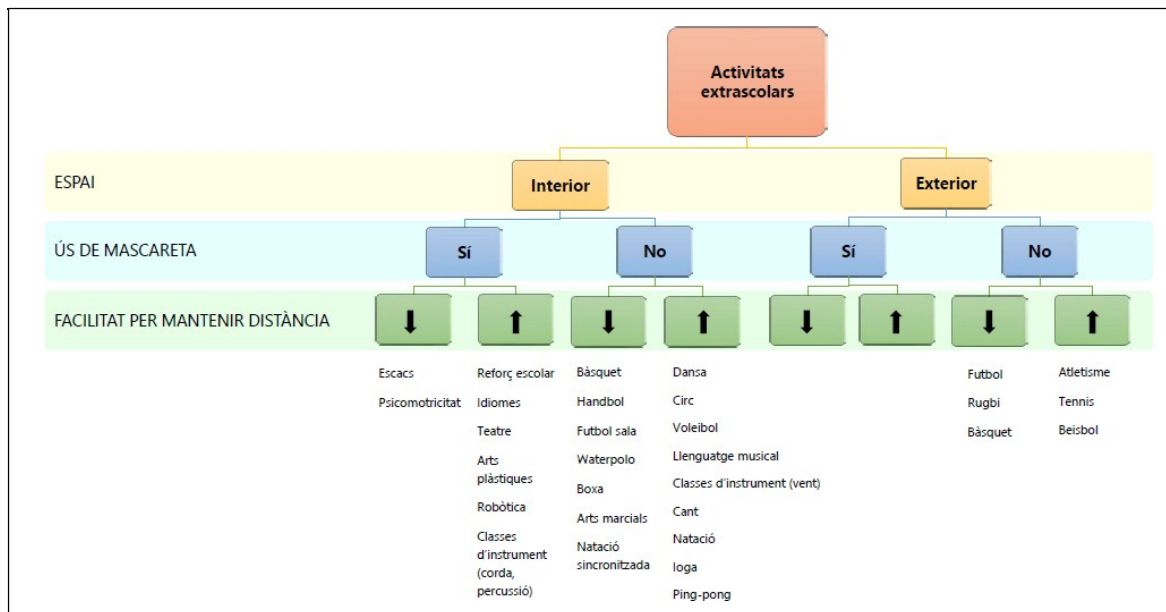 Activitats
extrascolars
ESPAI
Interior
Exterior
ÚS DE MASCARETA
Sí
No
Sí
No
FACILITAT PER MANTENIR DISTÀNCIA
Escacs
Psicomotricitat
Reforç escolar
Idiomes
Teatre
Arts
plàstiques
Robòtica
Classes
d´instrument
(corda,
percussió)
Bàsquet
Handbol
Futbol sala
Waterpolo
Boxa
Arts marcials
Natació
sincronitzada
Dansa
Circ
Voleibol
Llenguatge musical
Classes d´instrument (vent)
Cant
Natació
Ioga
Ping-pong
Futbol
Rugbi
Bàsquet
Atletisme
Tennis
Beisbol